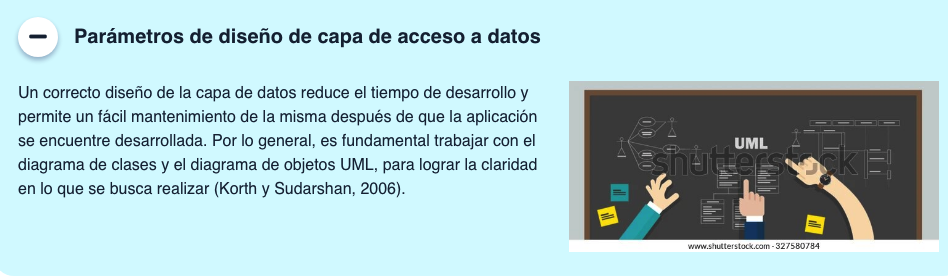 Parámetros de diseño de capa de acceso a datos
Un correcto diseño de la capa de datos reduce el tiempo de desarrollo y
permite un fácil mantenimiento de la misma después de que la aplicación
se encuentre desarrollada. Por lo general, es fundamental trabajar con el
diagrama de clases y el diagrama de objetos UML, para lograr la claridad
en lo que se busca realizar (Korth y Sudarshan, 2006).
UML
shutterstock
www.shutterstock.com · 327580784